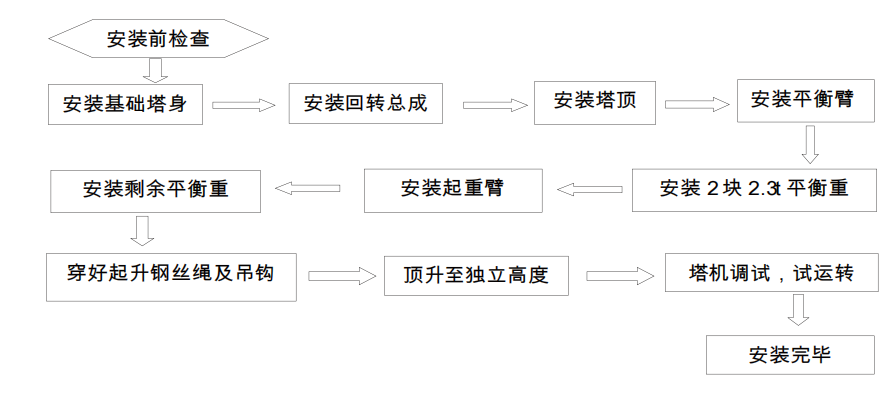 安装前检查
安装基础塔身
安装回转总成
安装塔顶
安装平衡臂
安装2块2.3t平衡重
安装起重臂
安装剩余平衡重
穿好起升钢丝绳及吊钩
顶升至独立高度
塔机调试，试运转
安装完毕